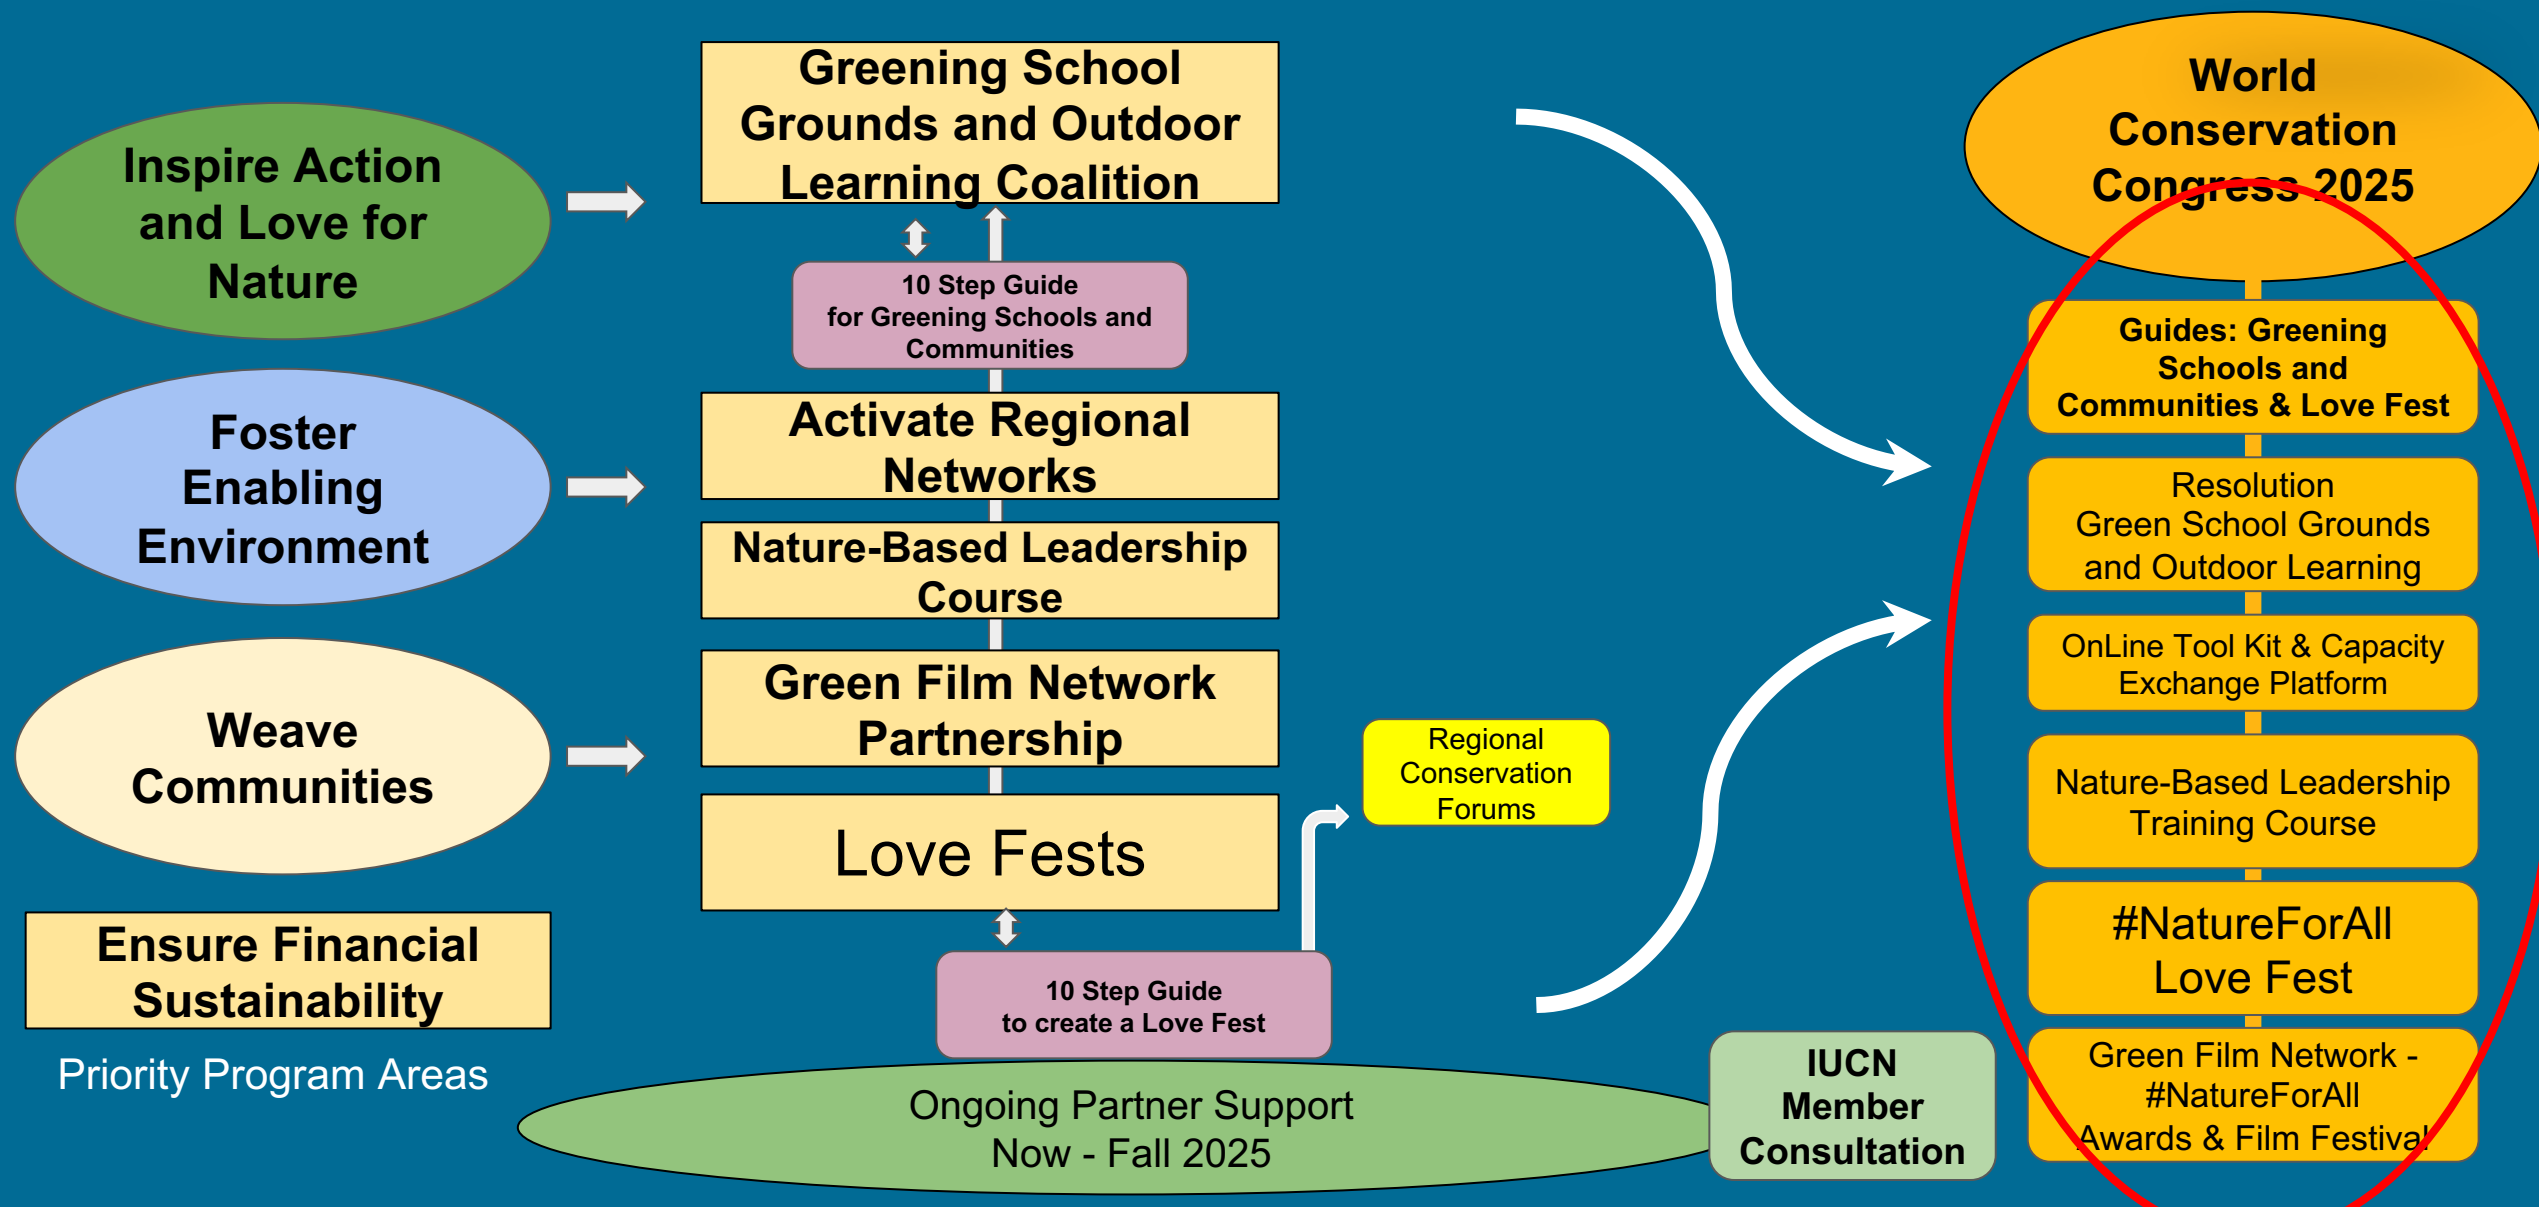 Inspire Action
and Love for
Nature
Foster
Enabling
Environment
Weave
Communities
Ensure Financial
Sustainability
Priority Program Areas
Greening School
Grounds and Outdoor
Learning Coalition
10 Step Guide
for Greening Schools and
Communities
Activate Regional
Networks
Nature-Based Leadership
Course
Green Film Network
Partnership
Love Fests
10 Step Guide
to create a Love Fest
Ongoing Partner Support
Now - Fall 2025
Regional
Conservation
Forums
IUCN
Member
Consultation
World
Conservation
Congress 2025
Guides: Greening
Schools and
Communities & Love Fest
Resolution
Green School Grounds
and Outdoor Learning
OnLine Tool Kit & Capacity
Exchange Platform
Nature-Based Leadership
Training Course
#NatureForAll
Love Fest
Green Film Network -
#NatureForAll
Awards & Film Festival